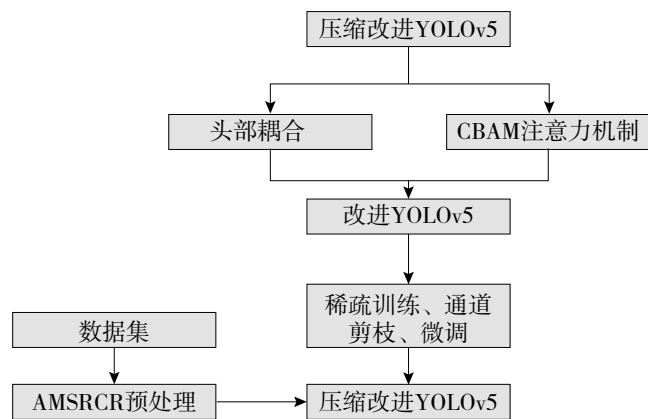 压缩改进YOLOv5
头部耦合
CBAM注意力机制
改进YOLOv5
稀疏训练、通道
剪枝、微调
数据集
AMSRCR预处理
压缩改进YOLOv5